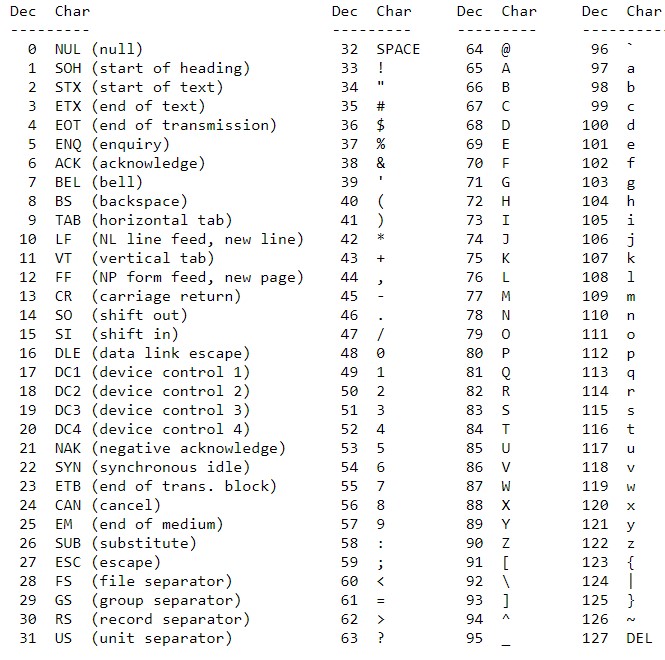 Dec  Char                           Dec  Char     Dec  Char     Dec  Char
---------                           ---------     ---------     ----------
  0  NUL (null)                      32  SPACE     64  @         96  `
  1  SOH (start of heading)          33  !         65  A         97  a
  2  STX (start of text)             34  "         66  B         98  b
  3  ETX (end of text)               35  #         67  C         99  c
  4  EOT (end of transmission)       36  $         68  D        100  d
  5  ENQ (enquiry)                   37  %         69  E        101  e
  6  ACK (acknowledge)               38  &         70  F        102  f
  7  BEL (bell)                      39  '         71  G        103  g
  8  BS  (backspace)                 40  (         72  H        104  h
  9  TAB (horizontal tab)            41  )         73  I        105  i
 10  LF  (NL line feed, new line)    42  *         74  J        106  j
 11  VT  (vertical tab)              43  +         75  K        107  k
 12  FF  (NP form feed, new page)    44  ,         76  L        108  l
 13  CR  (carriage return)           45  -         77  M        109  m
 14  SO  (shift out)                 46  .         78  N        110  n
 15  SI  (shift in)                  47  /         79  O        111  o
 16  DLE (data link escape)          48  0         80  P        112  p
 17  DC1 (device control 1)          49  1         81  Q        113  q
 18  DC2 (device control 2)          50  2         82  R        114  r
 19  DC3 (device control 3)          51  3         83  S        115  s
 20  DC4 (device control 4)          52  4         84  T        116  t
 21  NAK (negative acknowledge)      53  5         85  U        117  u
 22  SYN (synchronous idle)          54  6         86  V        118  v
 23  ETB (end of trans. block)       55  7         87  W        119  w
 24  CAN (cancel)                    56  8         88  X        120  x
 25  EM  (end of medium)             57  9         89  Y        121  y
 26  SUB (substitute)                58  :         90  Z        122  z
 27  ESC (escape)                    59  ;         91  [        123  {
 28  FS  (file separator)            60  <         92  \        124  |
 29  GS  (group separator)           61  =         93  ]        125  }
 30  RS  (record separator)          62  >         94  ^        126  ~
 31  US  (unit separator)            63  ?         95  _        127  DEL